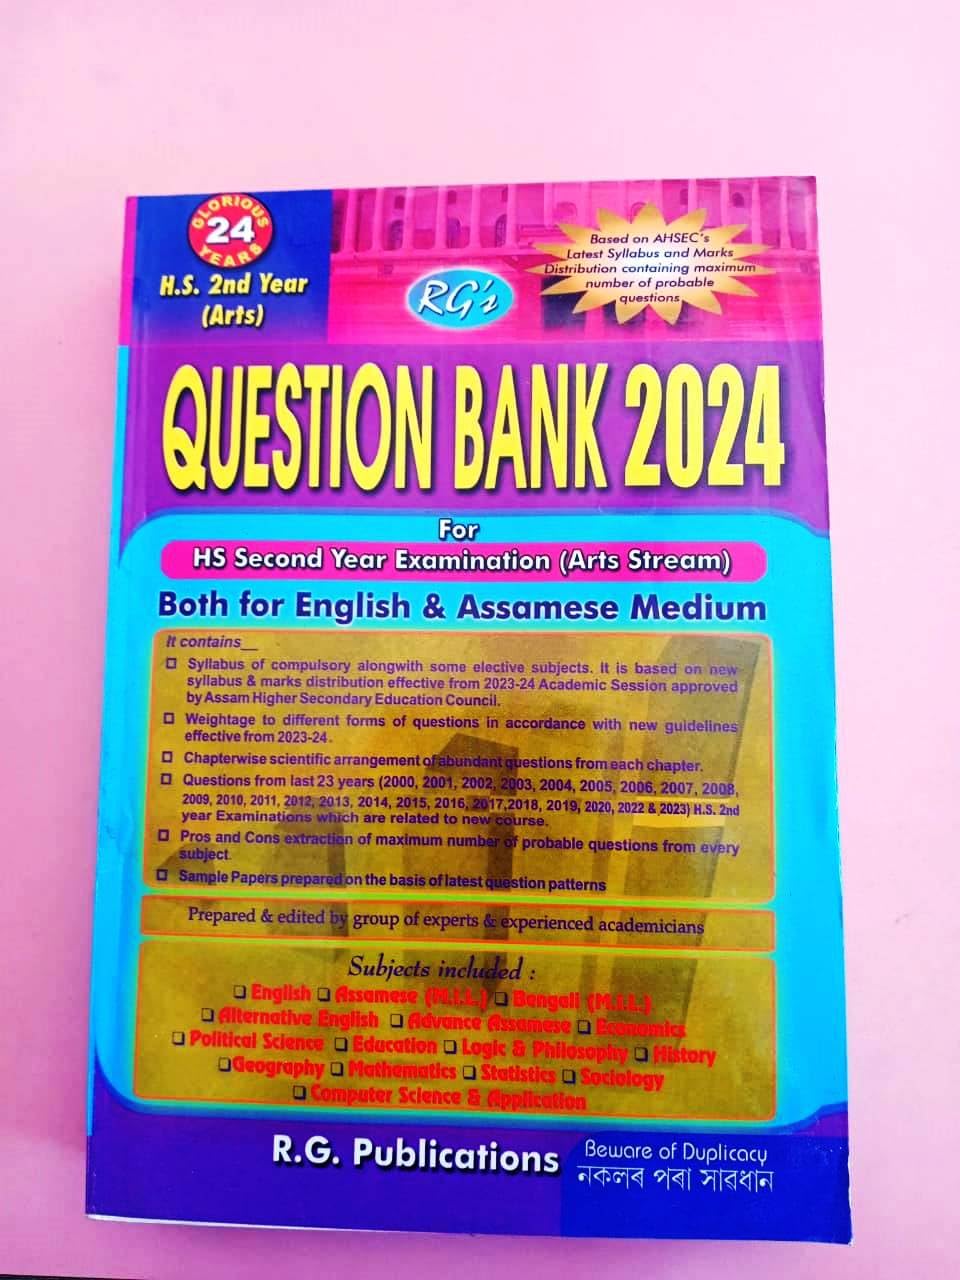 GLORIOUS
24
YEARS
H.S. 2nd Year
(Arts)
RG's
Based on AHSEC's
Latest Syllabus and Marks
Distribution containing maximum
number of probable
questions
QUESTION BANK 2024
For
HS Second Year Examination (Arts Stream)
Both for English & Assamese Medium
It contains__
❑ Syllabus of compulsory alongwith some elective subjects. It is based on new
syllabus & marks distribution effective from 2023-24 Academic Session approved
by Assam Higher Secondary Education Council.
❑ Weightage to different forms of questions in accordance with new guidelines
effective from 2023-24.
❑ Chapterwise scientific arrangement of abundant questions from each chapter.
❑ Questions from last 23 years (2000, 2001, 2002, 2003, 2004, 2005, 2006, 2007, 2008,
2009, 2010, 2011, 2012, 2013, 2014, 2015, 2016, 2017,2018, 2019, 2020, 2022 & 2023) H.S. 2nd
year Examinations which are related to new course.
❑ Pros and Cons extraction of maximum number of probable questions from every
subject.
❑ Sample Papers prepared on the basis of latest question patterns
Prepared & edited by group of experts & experienced academicians
Subjects included :
❑ English ❑ Assamese (M.I.L.) ❑ Bengali (M.I.L.)
❑ Alternative English ❑ Advance Assamese ❑ Economics
❑ Political Science ❑ Education ❑ Logic & Philosophy ❑ History
❑ Geography ❑ Mathematics ❑ Statistics ❑ Sociology
❑ Computer Science & Application
R.G. Publications
Beware of Duplicacy
নকলৰ পৰা সাৱধান